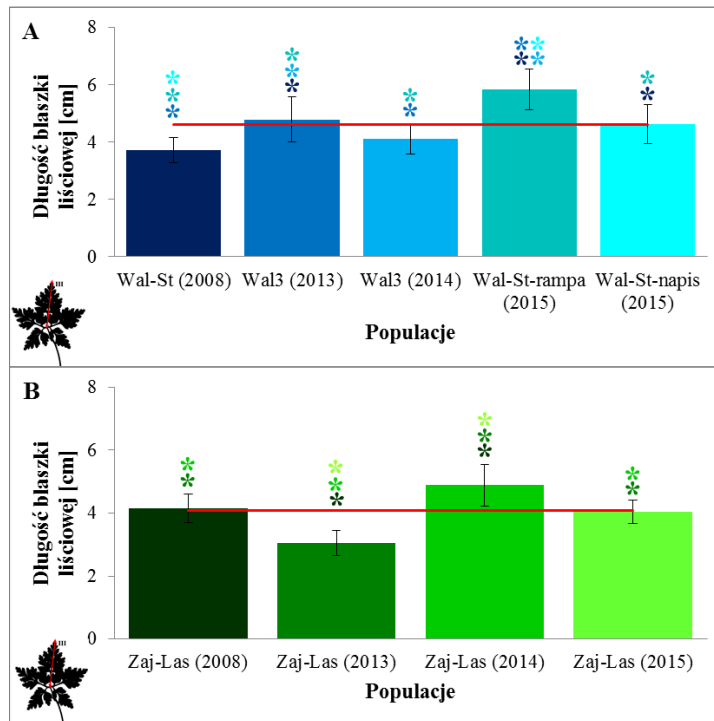 A
8
6
4
2
0
Długość blaszki
liściowej [cm]
III
Wal-St (2008) Wal3 (2013) Wal3 (2014) Wal-St-rampa Wal-St-napis
(2015) (2015)
Populacje
B
8
6
4
2
0
Długość blaszki
liściowej [cm]
III
Zaj-Las (2008) Zaj-Las (2013) Zaj-Las (2014) Zaj-Las (2015)
Populacje